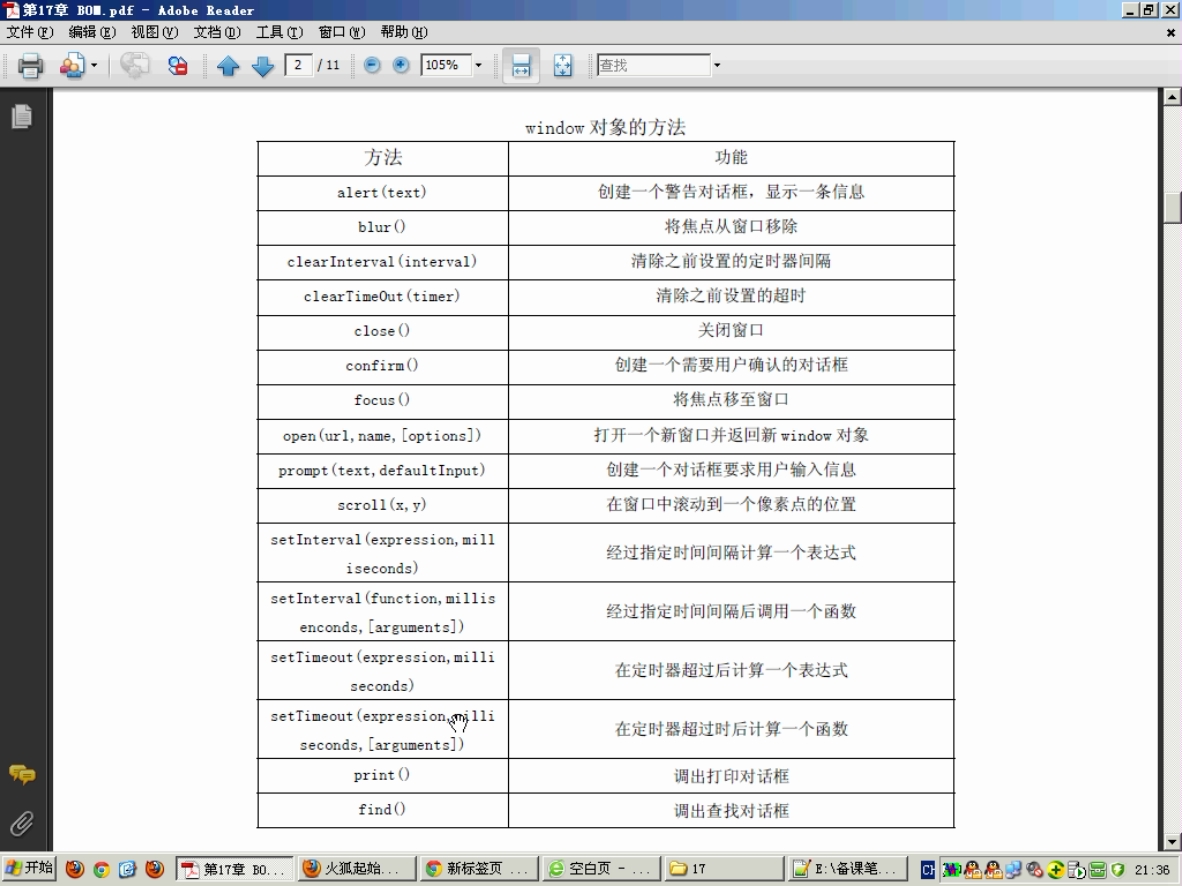 第17章 BOM.pdf - Adobe Reader
文件(F) 编辑(E) 视图(V) 文档(D) 工具(T) 窗口(W) 帮助(H)
2 / 11 105% 查找
window 对象的方法
方法 功能
alert(text) 创建一个警告对话框，显示一条信息
blur() 将焦点从窗口移除
clearInterval(interval) 清除之前设置的定时器间隔
clearTimeOut(timer) 清除之前设置的超时
close() 关闭窗口
confirm() 创建一个需要用户确认的对话框
focus() 将焦点移至窗口
open(url,name,[options]) 打开一个新窗口并返回新 window 对象
prompt(text,defaultInput) 创建一个对话框要求用户输入信息
scroll(x,y) 在窗口中滚动到一个像素点的位置
setInterval(expression,mill
iseconds)
经过指定时间间隔计算一个表达式
setInterval(function,millis
enconds,[arguments])
经过指定时间间隔后调用一个函数
setTimeout(expression,milli
seconds)
在定时器超过后计算一个表达式
setTimeout(expression,milli
seconds,[arguments])
在定时器超过时后计算一个函数
print() 调出打印对话框
find() 调出查找对话框
开始 第17章 BO... 火狐起始... 新标签页 ... 空白页 - ... 17 E:\备课笔... CH 21:36